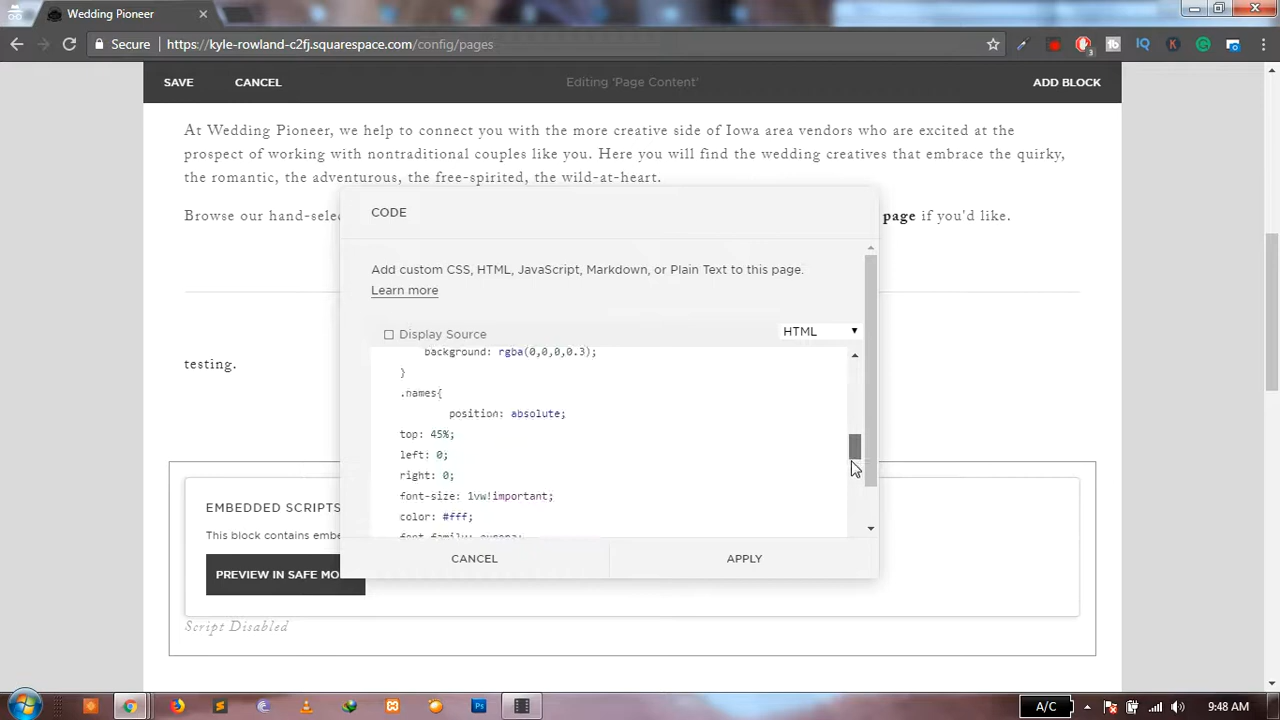 Wedding Pioneer
Secure
https://kyle-rowland-c2fj.squarespace.com/config/pages
SAVE
CANCEL
Editing 'Page Content'
ADD BLOCK
At Wedding Pioneer, we help to connect you with the more creative side of Iowa area vendors who are excited at the
prospect of working with nontraditional couples like you. Here you will find the wedding creatives that embrace the quirky,
the romantic, the adventurous, the free-spirited, the wild-at-heart.
Browse our hand-selec
page if you'd like.
CODE
Add custom CSS, HTML, JavaScript, Markdown, or Plain Text to this page.
Learn more
Display Source
HTML
background: rgba(0,0,0,0.3);
}
.names{
position: absolute;
top: 45%;
left: 0;
right: 0;
font-size: 1vw!important;
color: #fff;
CANCEL
APPLY
testing.
EMBEDDED SCRIPTS
This block contains embe
PREVIEW IN SAFE MO
Script Disabled
A/C
9:48 AM